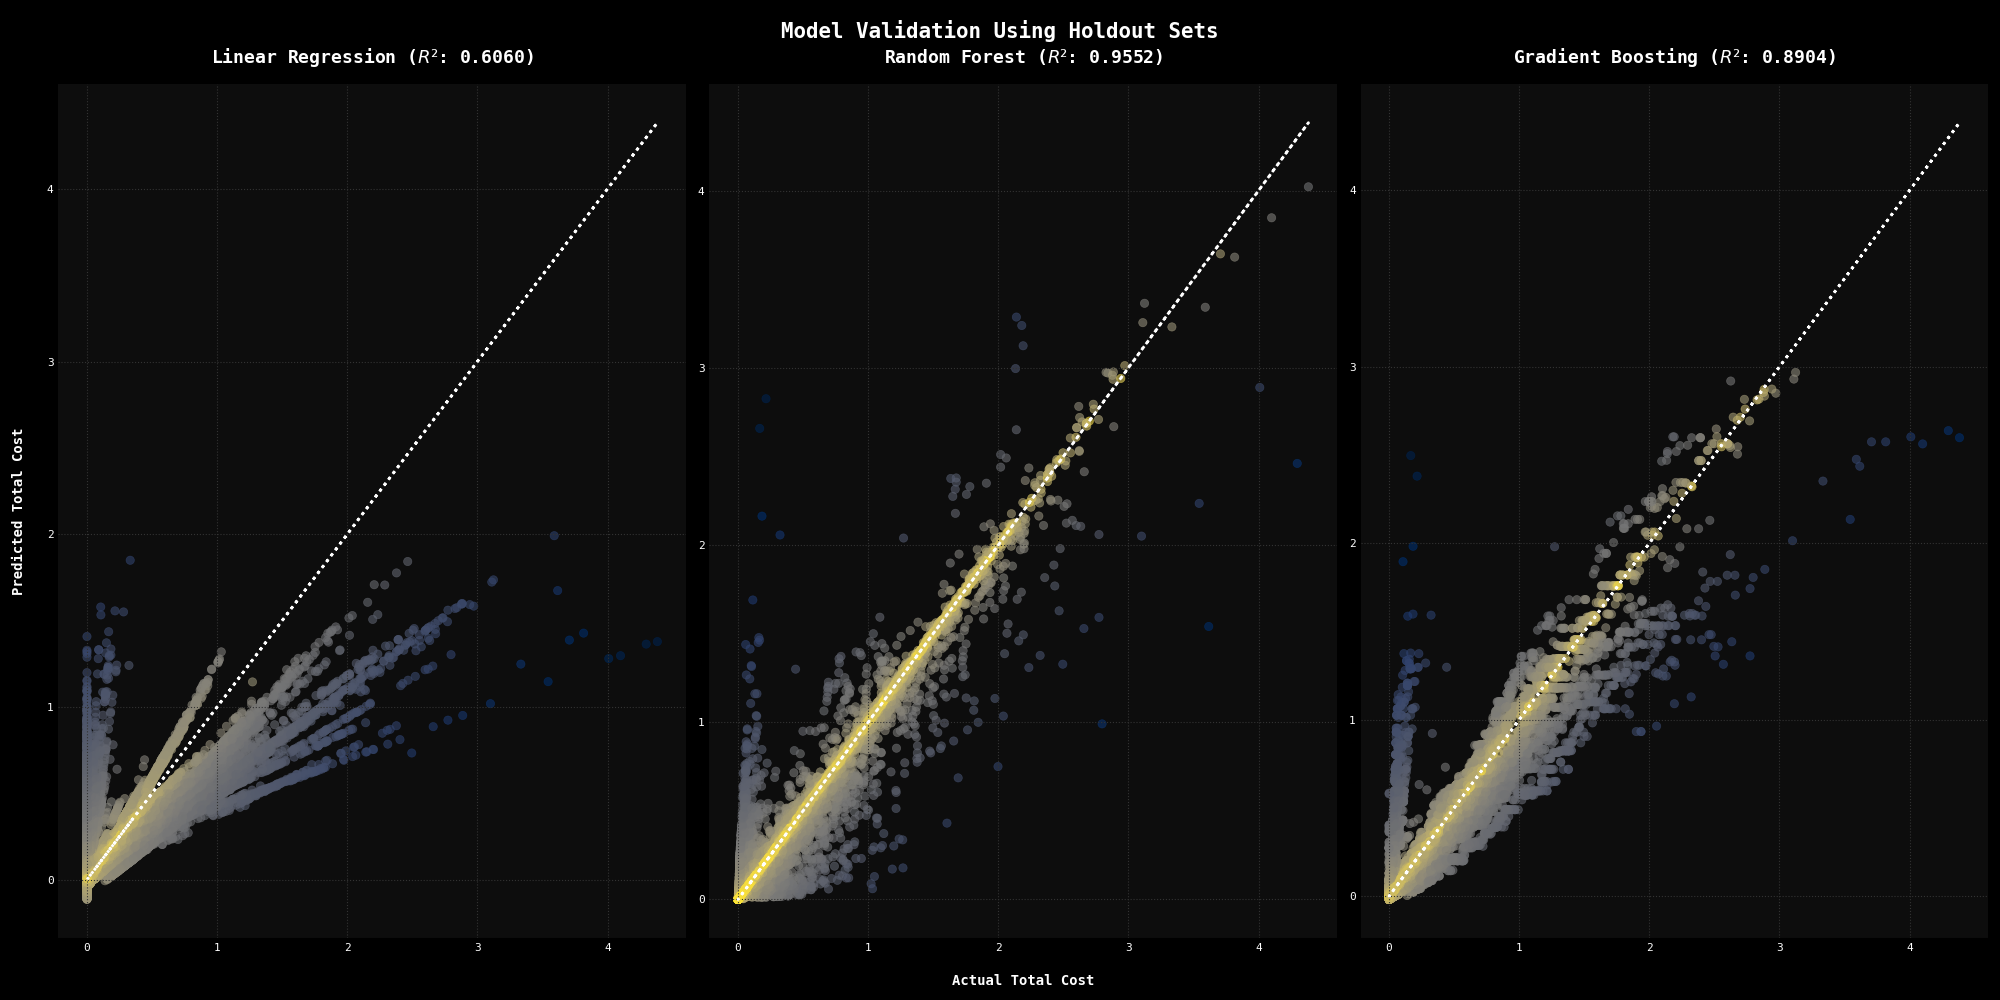 Model Validation Using Holdout Sets
Linear Regression (R²: 0.6060)
Random Forest (R²: 0.9552)
Gradient Boosting (R²: 0.8904)
Predicted Total Cost
4
3
2
1
0
0 1 2 3 4
4
3
2
1
0
0 1 2 3 4
4
3
2
1
0
0 1 2 3 4
Actual Total Cost